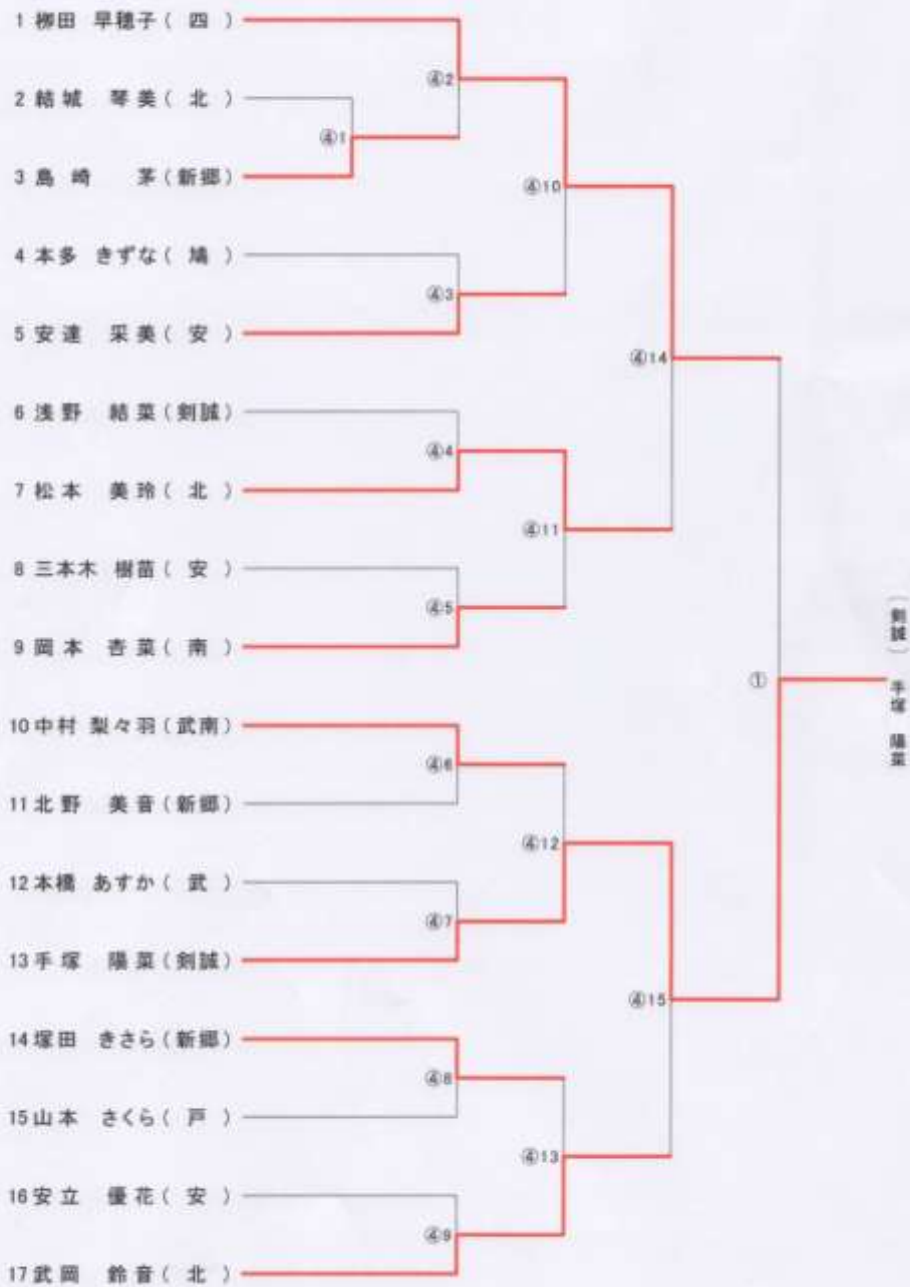 1 柳田 早穂子( 四 )
④2
2 結城 琴美( 北 )
④1
3 島崎 茅(新郷)
④10
4 本多 きずな( 鳩 )
④3
5 安達 采美( 安 )
④14
6 浅野 結菜(剣誠)
④4
7 松本 美玲( 北 )
④11
8 三本木 樹苗( 安 )
④5
9 岡本 杏菜( 南 )
①
(剣誠) 手塚 陽菜
10 中村 梨々羽(武南)
④6
11 北野 美音(新郷)
④12
12 本橋 あすか( 武 )
④7
13 手塚 陽菜(剣誠)
④15
14 塚田 きさら(新郷)
④8
15 山本 さくら( 戸 )
④13
16 安立 優花( 安 )
④9
17 武岡 鈴音( 北 )